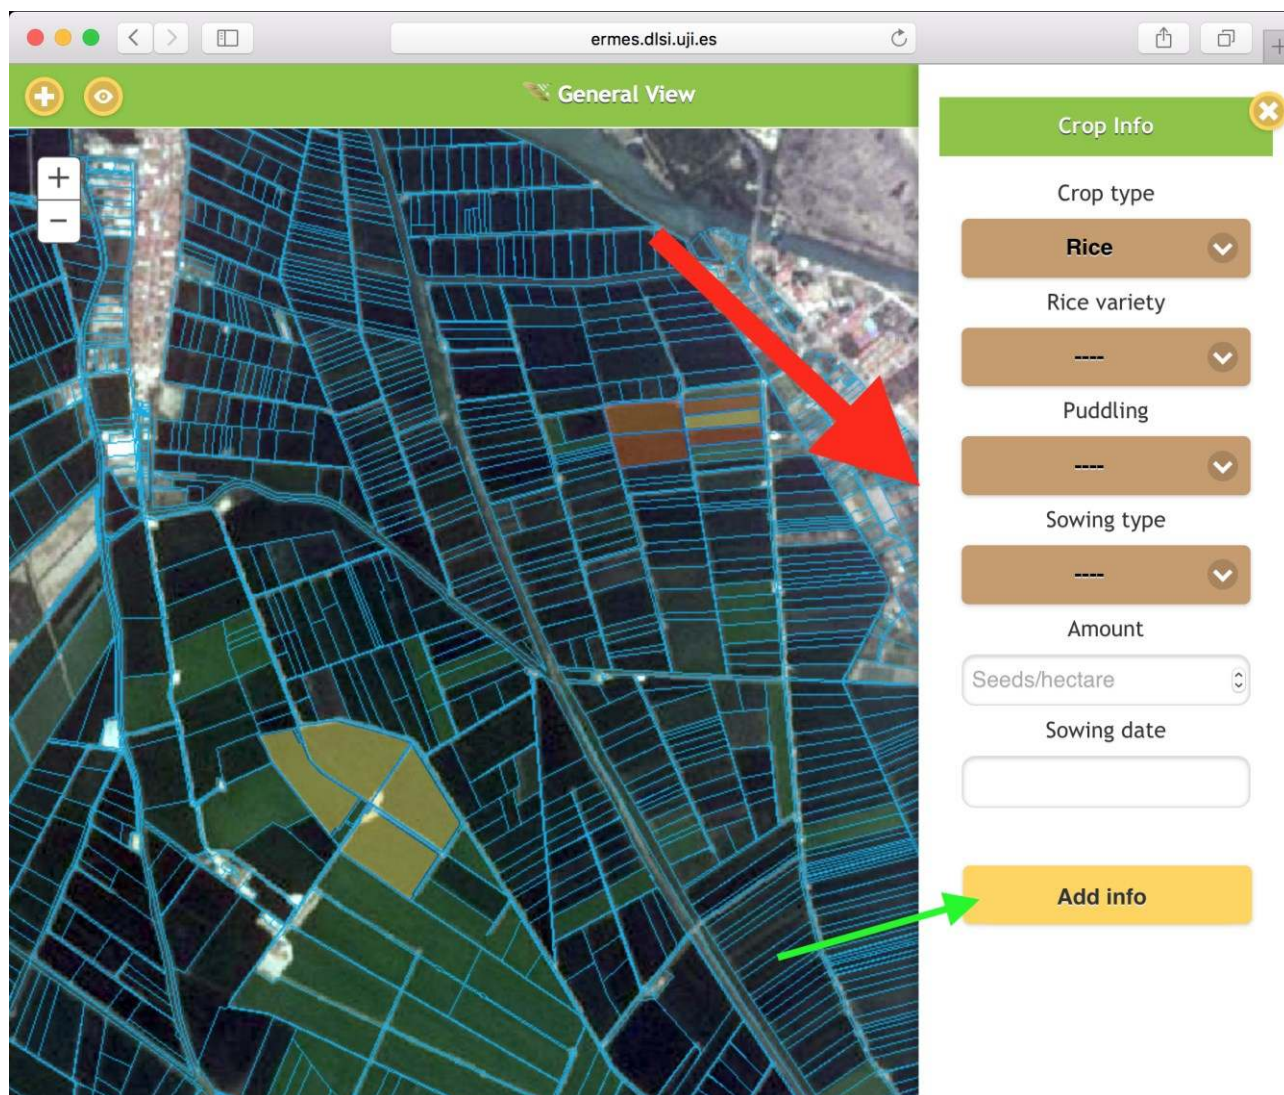 ermes.dlsi.uji.es
General View
+
−
Crop Info
Crop type
Rice
Rice variety
----
Puddling
----
Sowing type
----
Amount
Seeds/hectare
Sowing date
Add info